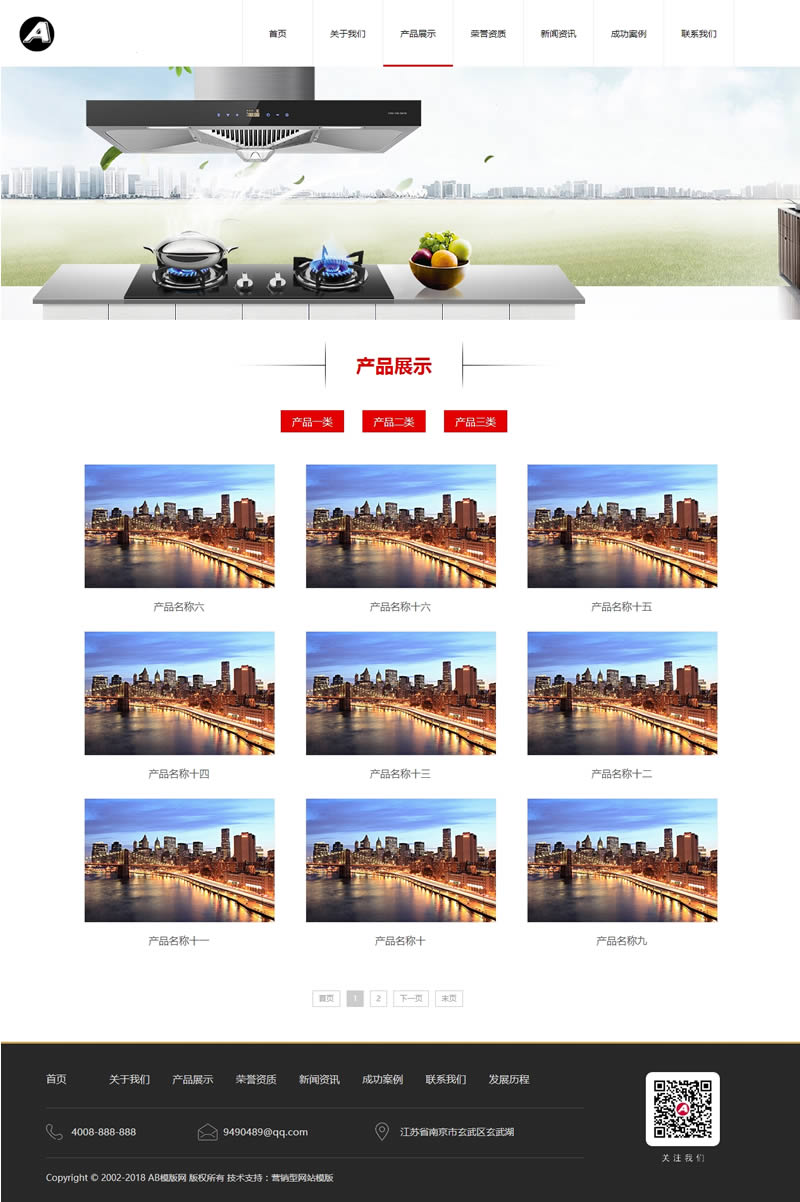 A
首页 关于我们 产品展示 荣誉资质 新闻资讯 成功案例 联系我们
产品展示
产品一类 产品二类 产品三类
产品名称六 产品名称十六 产品名称十五
产品名称十四 产品名称十三 产品名称十二
产品名称十一 产品名称十 产品名称九
首页 1 2 下一页 末页
首页 关于我们 产品展示 荣誉资质 新闻资讯 成功案例 联系我们 发展历程
4008-888-888 9490489@qq.com 江苏省南京市玄武区玄武湖
关注我们
Copyright © 2002-2018 AB模版网 版权所有 技术支持：营销型网站模版